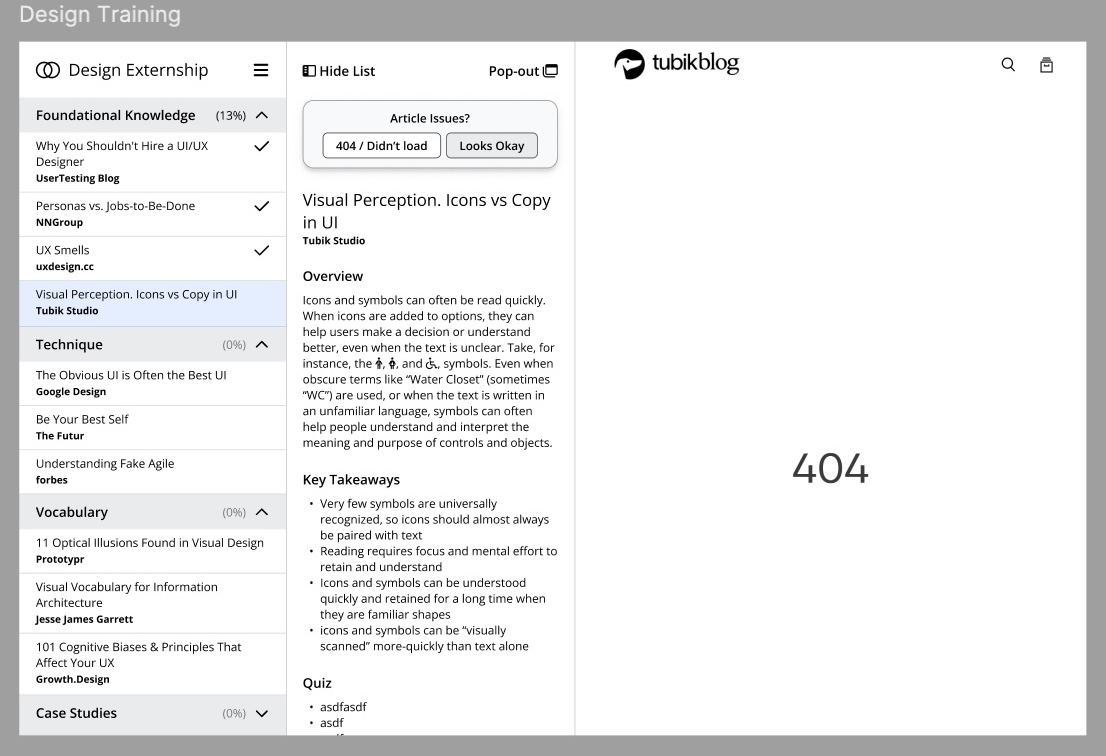 Design Training
Design Externship
Foundational Knowledge (13%)
Why You Shouldn't Hire a UI/UX
Designer
UserTesting Blog
Personas vs. Jobs-to-Be-Done
NNGroup
UX Smells
uxdesign.cc
Visual Perception. Icons vs Copy in UI
Tubik Studio
Technique (0%)
The Obvious UI is Often the Best UI
Google Design
Be Your Best Self
The Futur
Understanding Fake Agile
forbes
Vocabulary (0%)
11 Optical Illusions Found in Visual Design
Prototypr
Visual Vocabulary for Information
Architecture
Jesse James Garrett
101 Cognitive Biases & Principles That
Affect Your UX
Growth.Design
Case Studies (0%)
Hide List Pop-out
Article Issues?
404 / Didn’t load Looks Okay
Visual Perception. Icons vs Copy
in UI
Tubik Studio
Overview
Icons and symbols can often be read quickly.
When icons are added to options, they can
help users make a decision or understand
better, even when the text is unclear. Take, for
instance, the , , and , symbols. Even when
obscure terms like “Water Closet” (sometimes
“WC”) are used, or when the text is written in
an unfamiliar language, symbols can often
help people understand and interpret the
meaning and purpose of controls and objects.
Key Takeaways
• Very few symbols are universally
recognized, so icons should almost always
be paired with text
• Reading requires focus and mental effort to
retain and understand
• Icons and symbols can be understood
quickly and retained for a long time when
they are familiar shapes
• icons and symbols can be “visually
scanned” more-quickly than text alone
Quiz
• asdfasdf
• asdf
tubikblog
404